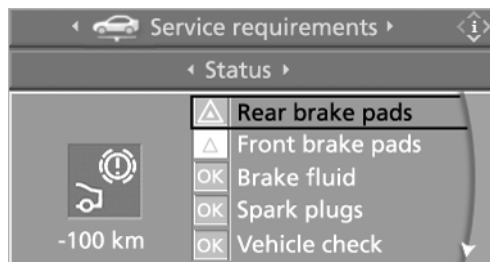 Service requirements
i
Status
Rear brake pads
Front brake pads
OK Brake fluid
OK Spark plugs
-100 km
OK Vehicle check